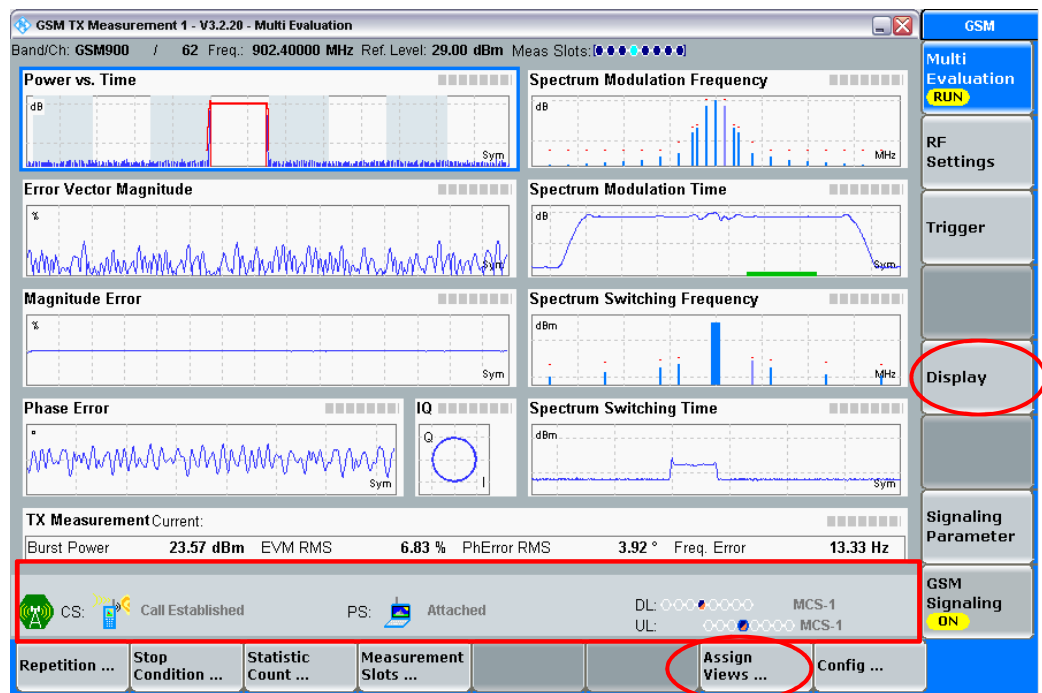 GSM TX Measurement 1 - V3.2.20 - Multi Evaluation
Band/Ch: GSM900 / 62 Freq.: 902.40000 MHz Ref. Level: 29.00 dBm Meas Slots:
Power vs. Time
dB
Sym
Spectrum Modulation Frequency
dB
MHz
Error Vector Magnitude
%
Sym
Spectrum Modulation Time
dB
Sym
Magnitude Error
%
Sym
Spectrum Switching Frequency
dBm
MHz
Phase Error
°
Sym
IQ
Q
I
Spectrum Switching Time
dBm
Sym
TX Measurement Current:
Burst Power 23.57 dBm EVM RMS 6.83 % PhError RMS 3.92 ° Freq. Error 13.33 Hz
CS: Call Established PS: Attached
DL: MCS-1
UL: MCS-1
Repetition ...
Stop
Condition ...
Statistic
Count ...
Measurement
Slots ...
Assign
Views ...
Config ...
GSM
Multi
Evaluation
RUN
RF
Settings
Trigger
Display
Signaling
Parameter
GSM
Signaling
ON